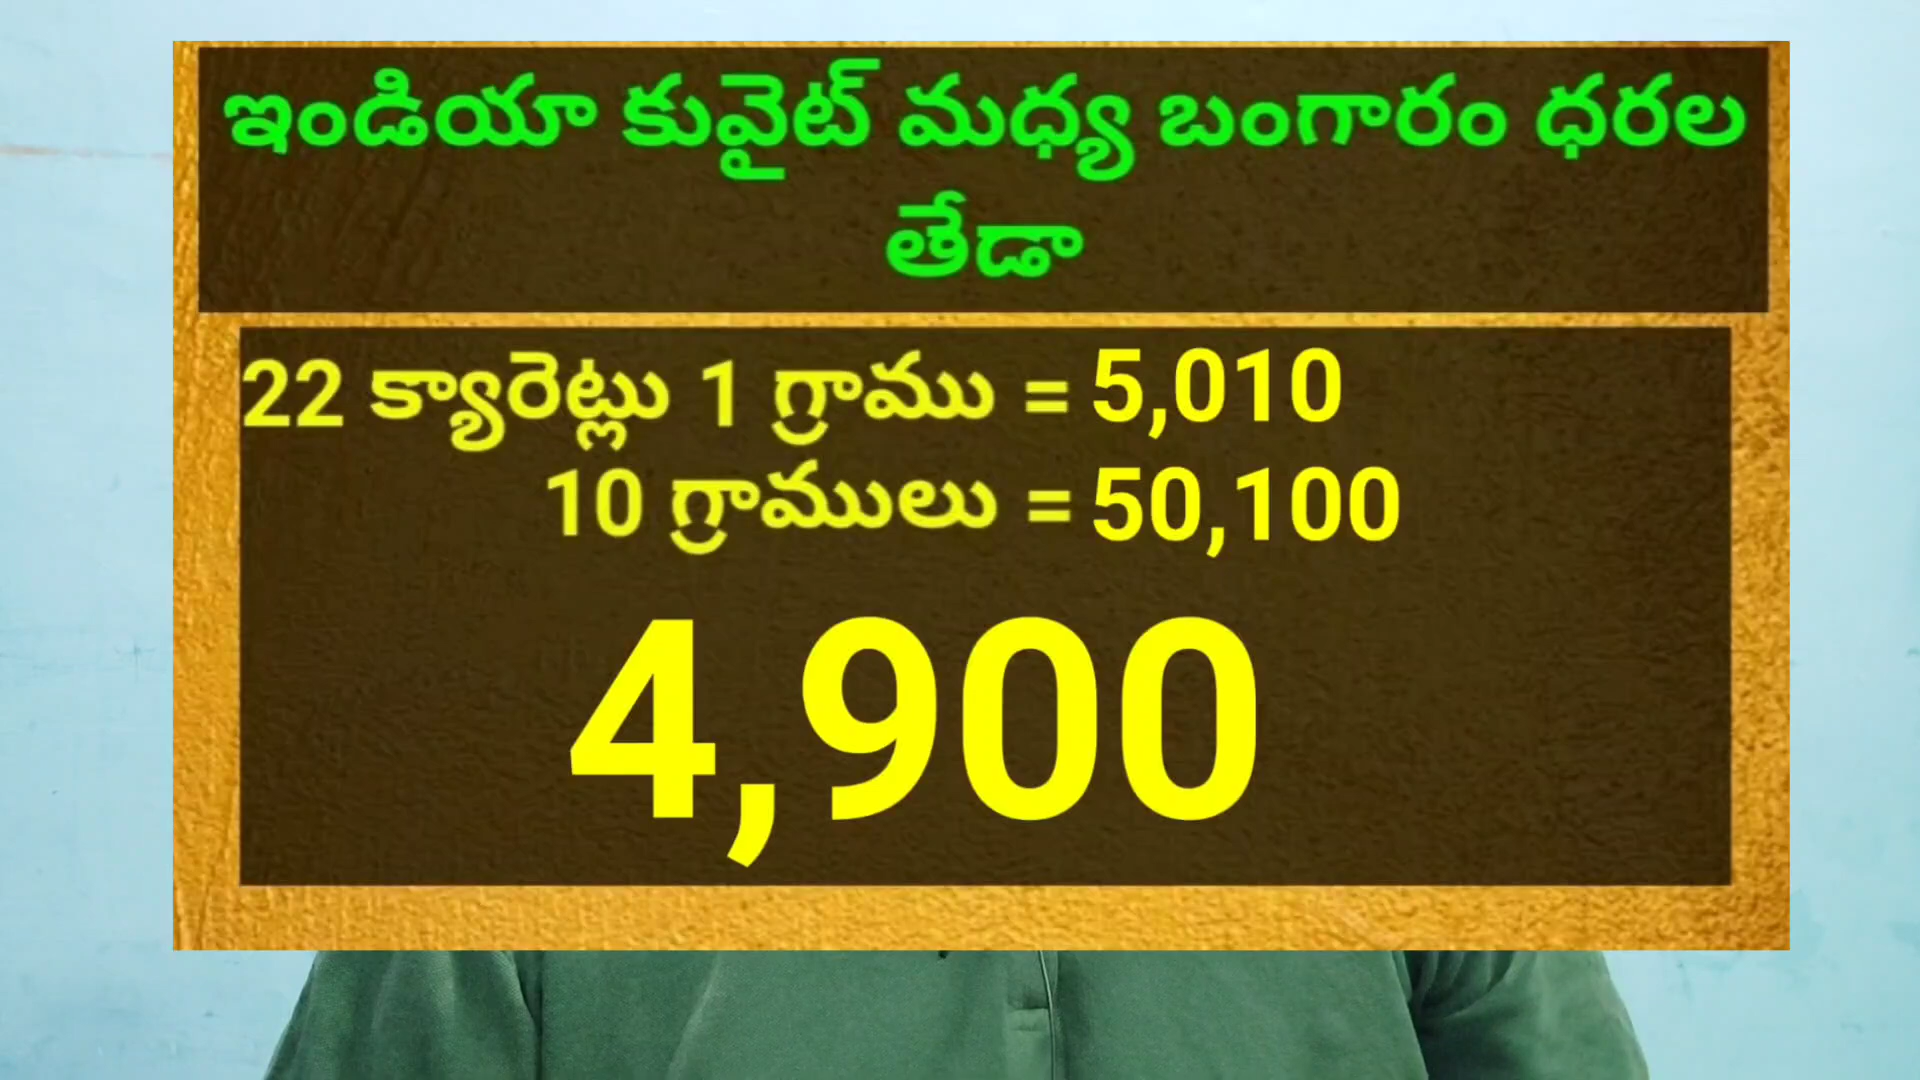 ఇండియా కువైట్ మధ్య బంగారం ధరల
తేడా
22 క్యారెట్లు 1 గ్రాము = 5,010
10 గ్రాములు = 50,100
4,900